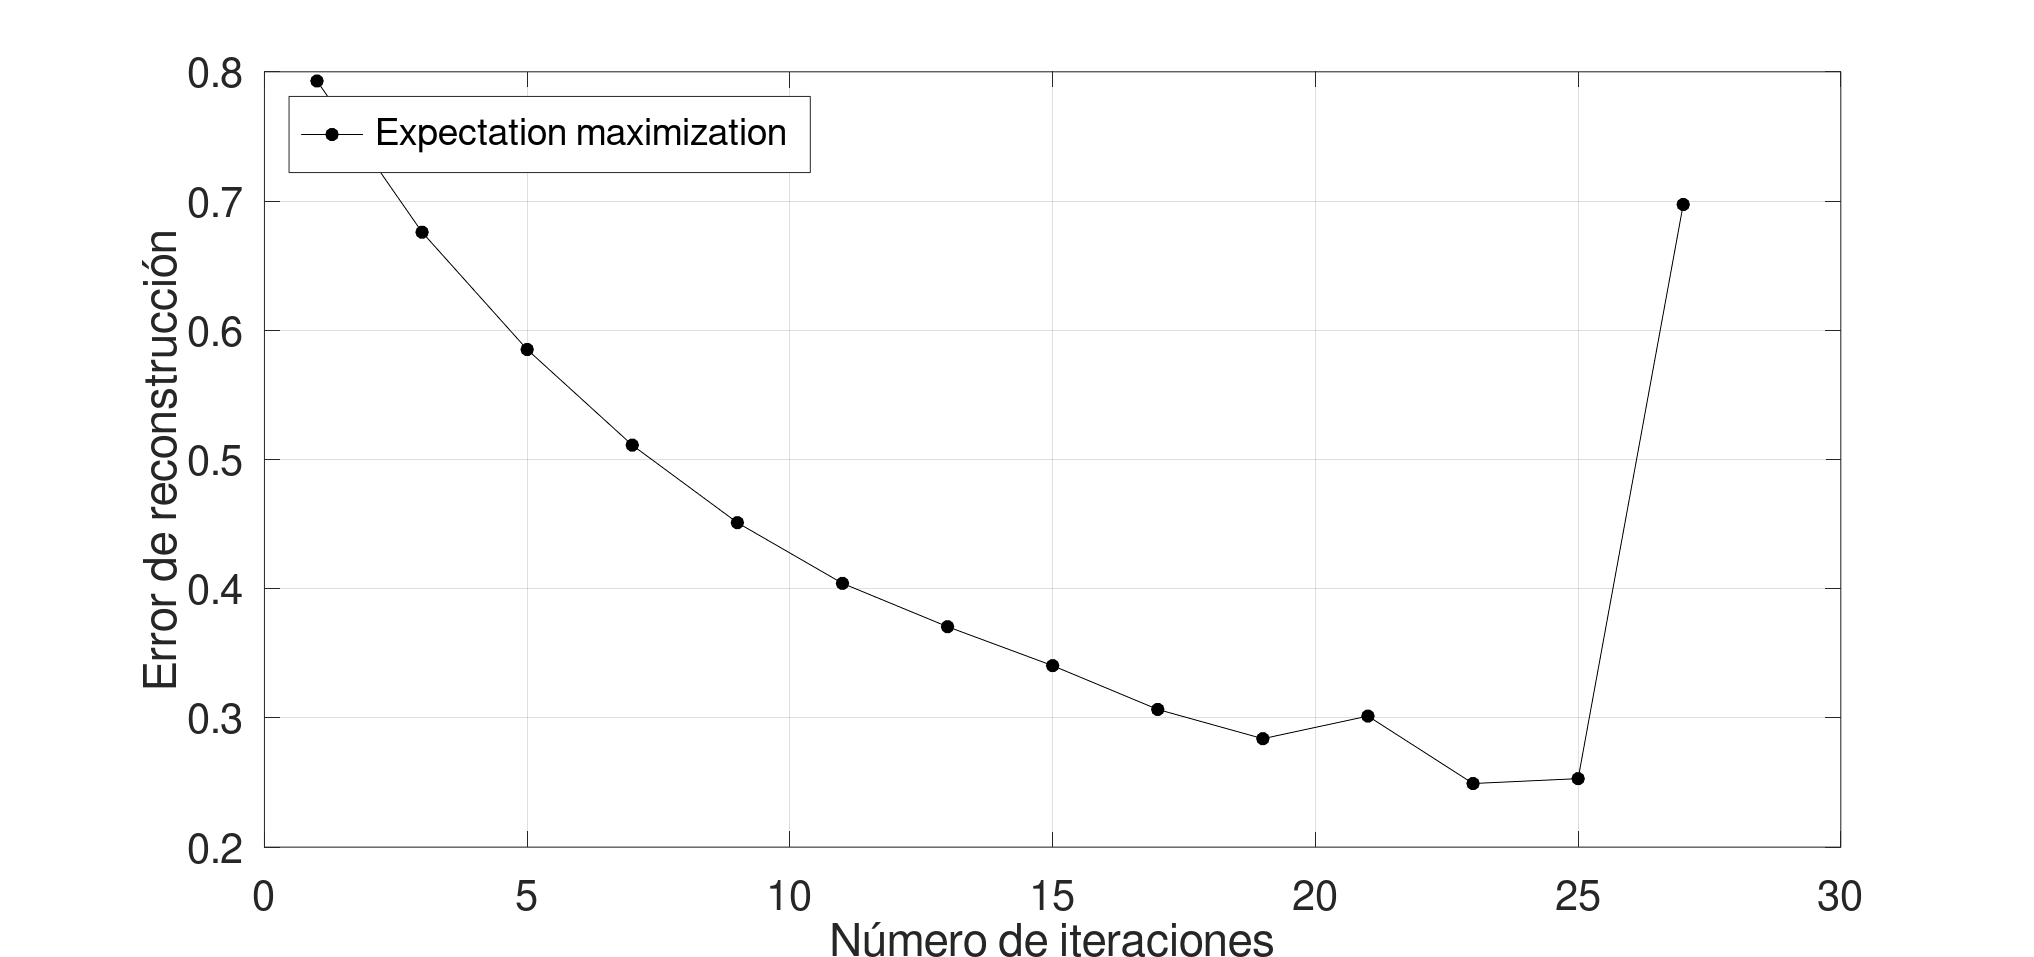 0.8
0.7
0.6
0.5
0.4
0.3
0.2
Error de reconstrucción
Expectation maximization
0 5 10 15 20 25 30
Número de iteraciones